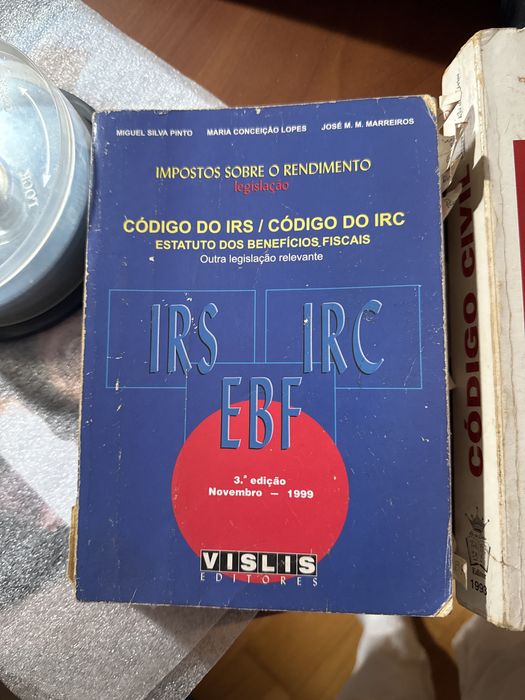 MIGUEL SILVA PINTO MARIA CONCEIÇÃO LOPES JOSÉ M. M. MARREIROS
IMPOSTOS SOBRE O RENDIMENTO
legislação
CÓDIGO DO IRS / CÓDIGO DO IRC
ESTATUTO DOS BENEFÍCIOS FISCAIS
Outra legislação relevante
IRS IRC
EBF
3.ª edição
Novembro — 1999
VISLIS
EDITORES
LOCK
CÓDIGO CIVIL